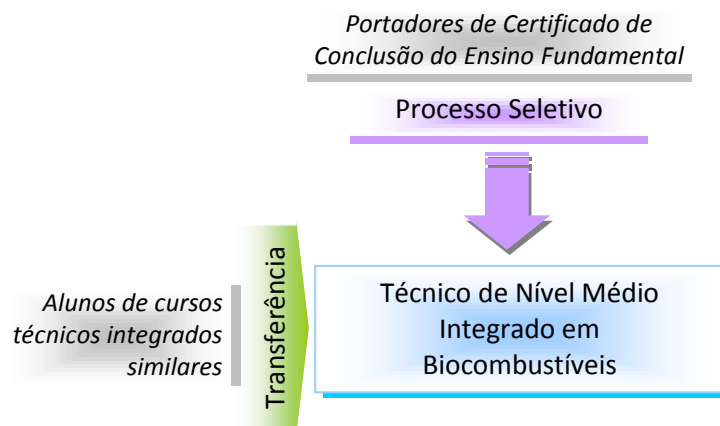 Portadores de Certificado de
Conclusão do Ensino Fundamental
Processo Seletivo
Transferência
Alunos de cursos
técnicos integrados
similares
Técnico de Nível Médio
Integrado em
Biocombustíveis